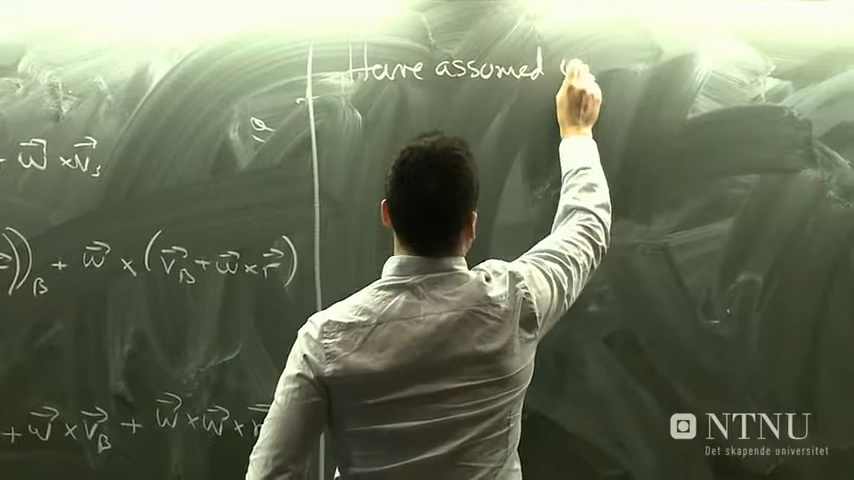 Have assumed
+ w⃗ × v⃗s
))B + w⃗ × (v⃗B + w⃗ × r⃗)
+ w⃗ × v⃗B + w⃗ × w⃗ ×
NTNU
Det skapende universitet